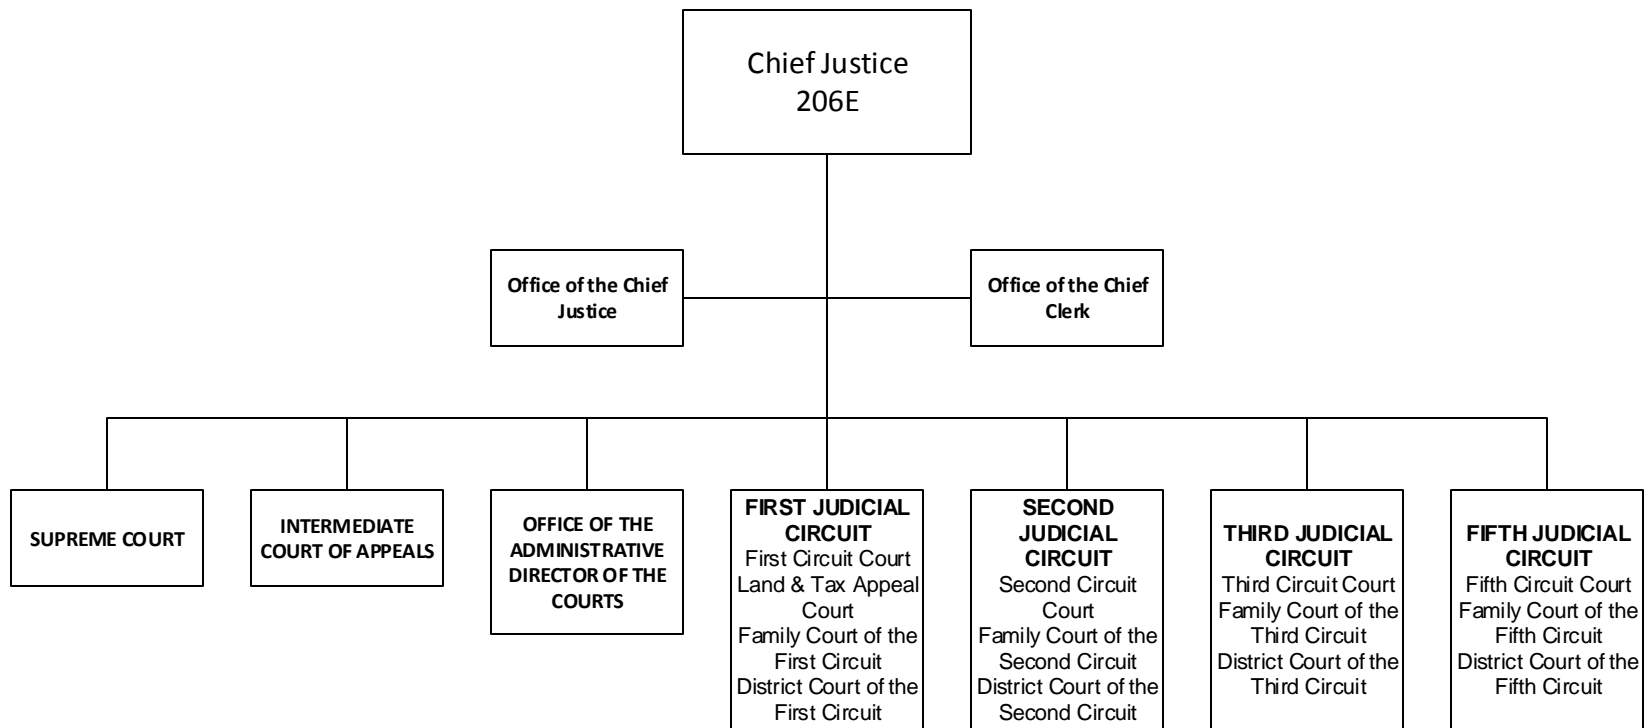 Chief Justice
206E
Office of the Chief
Justice
Office of the Chief
Clerk
SUPREME COURT
INTERMEDIATE
COURT OF APPEALS
OFFICE OF THE
ADMINISTRATIVE
DIRECTOR OF THE
COURTS
FIRST JUDICIAL
CIRCUIT
First Circuit Court
Land & Tax Appeal
Court
Family Court of the
First Circuit
District Court of the
First Circuit
SECOND
JUDICIAL
CIRCUIT
Second Circuit
Court
Family Court of the
Second Circuit
District Court of the
Second Circuit
THIRD JUDICIAL
CIRCUIT
Third Circuit Court
Family Court of the
Third Circuit
District Court of the
Third Circuit
FIFTH JUDICIAL
CIRCUIT
Fifth Circuit Court
Family Court of the
Fifth Circuit
District Court of the
Fifth Circuit